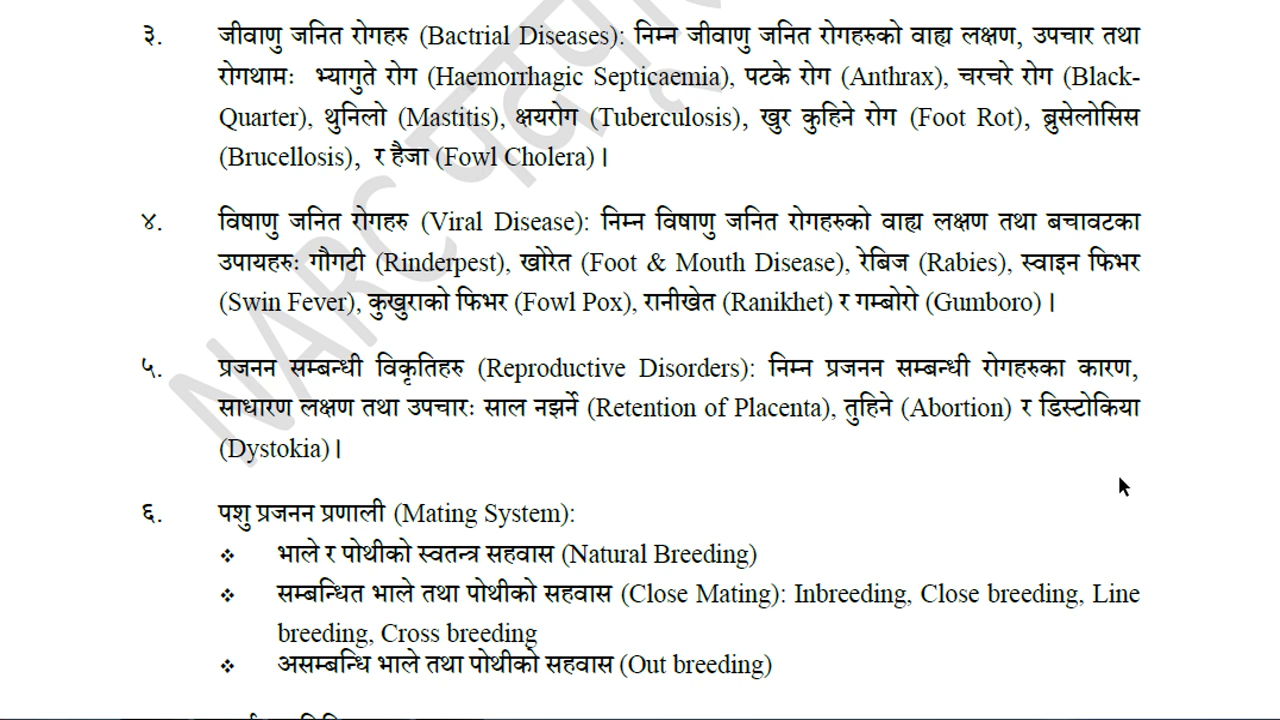 ३. जीवाणु जनित रोगहरु (Bactrial Diseases): निम्न जीवाणु जनित रोगहरुको वाह्य लक्षण, उपचार तथा
रोगथामः भ्यागुते रोग (Haemorrhagic Septicaemia), पटके रोग (Anthrax), चरचरे रोग (Black-
Quarter), थुनिलो (Mastitis), क्षयरोग (Tuberculosis), खुर कुहिने रोग (Foot Rot), ब्रुसेलोसिस
(Brucellosis), र हैजा (Fowl Cholera)।
४. विषाणु जनित रोगहरु (Viral Disease): निम्न विषाणु जनित रोगहरुको वाह्य लक्षण तथा बचावटका
उपायहरुः गौगटी (Rinderpest), खोरेत (Foot & Mouth Disease), रेबिज (Rabies), स्वाइन फिभर
(Swin Fever), कुखुराको फिभर (Fowl Pox), रानीखेत (Ranikhet) र गम्बोरो (Gumboro)।
५. प्रजनन सम्बन्धी विकृतिहरु (Reproductive Disorders): निम्न प्रजनन सम्बन्धी रोगहरुका कारण,
साधारण लक्षण तथा उपचारः साल नझर्ने (Retention of Placenta), तुहिने (Abortion) र डिस्टोकिया
(Dystokia)।
६. पशु प्रजनन प्रणाली (Mating System):
❖ भाले र पोथीको स्वतन्त्र सहवास (Natural Breeding)
❖ सम्बन्धित भाले तथा पोथीको सहवास (Close Mating): Inbreeding, Close breeding, Line
breeding, Cross breeding
❖ असम्बन्धि भाले तथा पोथीको सहवास (Out breeding)
NARC